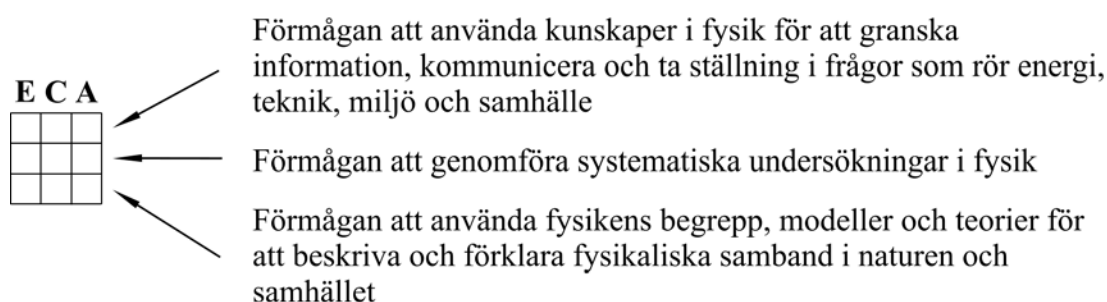 Förmågan att använda kunskaper i fysik för att granska
information, kommunicera och ta ställning i frågor som rör energi,
teknik, miljö och samhälle
E C A
Förmågan att genomföra systematiska undersökningar i fysik
Förmågan att använda fysikens begrepp, modeller och teorier för
att beskriva och förklara fysikaliska samband i naturen och
samhället